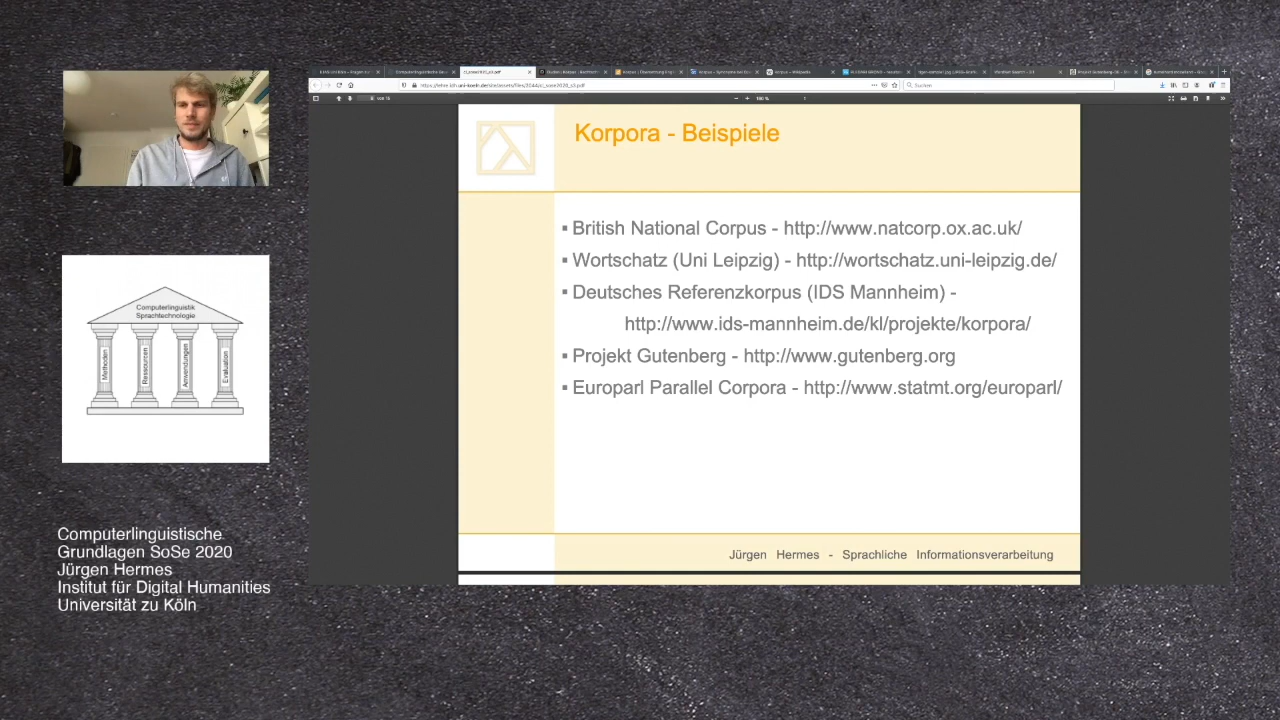 Korpora - Beispiele
▪ British National Corpus - http://www.natcorp.ox.ac.uk/
▪ Wortschatz (Uni Leipzig) - http://wortschatz.uni-leipzig.de/
▪ Deutsches Referenzkorpus (IDS Mannheim) -
http://www.ids-mannheim.de/kl/projekte/korpora/
▪ Projekt Gutenberg - http://www.gutenberg.org
▪ Europarl Parallel Corpora - http://www.statmt.org/europarl/
Jürgen Hermes - Sprachliche Informationsverarbeitung
Computerlinguistik
Sprachtechnologie
Methoden
Ressourcen
Anwendungen
Evaluation
Computerlinguistische
Grundlagen SoSe 2020
Jürgen Hermes
Institut für Digital Humanities
Universität zu Köln